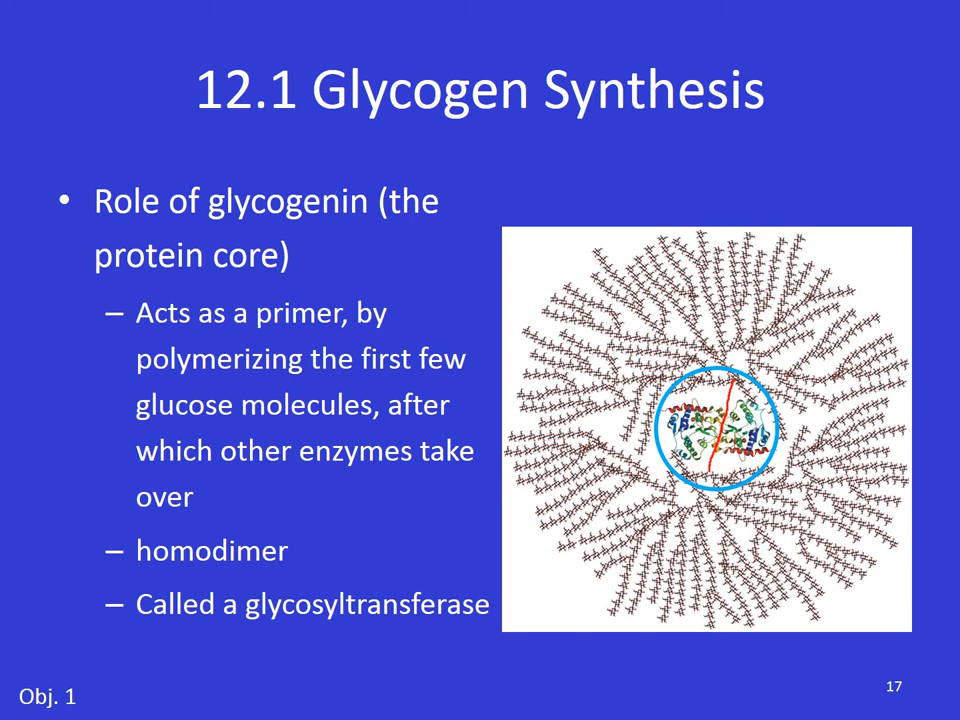 12.1 Glycogen Synthesis
• Role of glycogenin (the
protein core)
– Acts as a primer, by
polymerizing the first few
glucose molecules, after
which other enzymes take
over
– homodimer
– Called a glycosyltransferase
Obj. 1
17